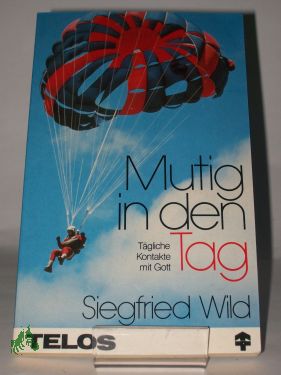 Mutig
in den
Tägliche
Kontakte
mit Gott
Tag
Siegfried Wild
TELOS